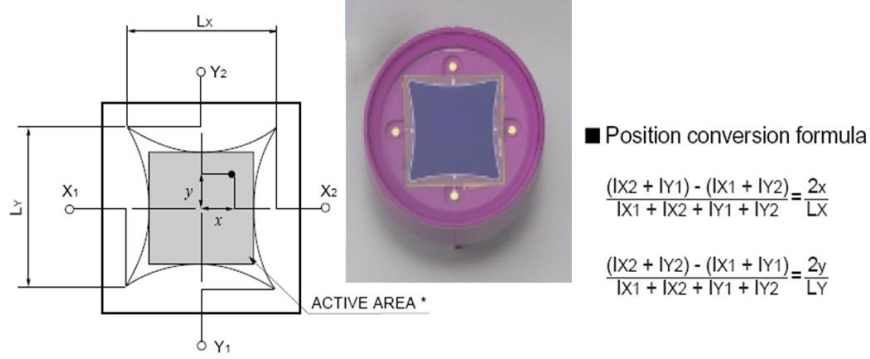 LX
Y2
LY
X1
X2
y
x
ACTIVE AREA *
Y1
■ Position conversion formula
(IX2 + IY1) - (IX1 + IY2) = 2x
IX1 + IX2 + IY1 + IY2 LX
(IX2 + IY2) - (IX1 + IY1) = 2y
IX1 + IX2 + IY1 + IY2 LY